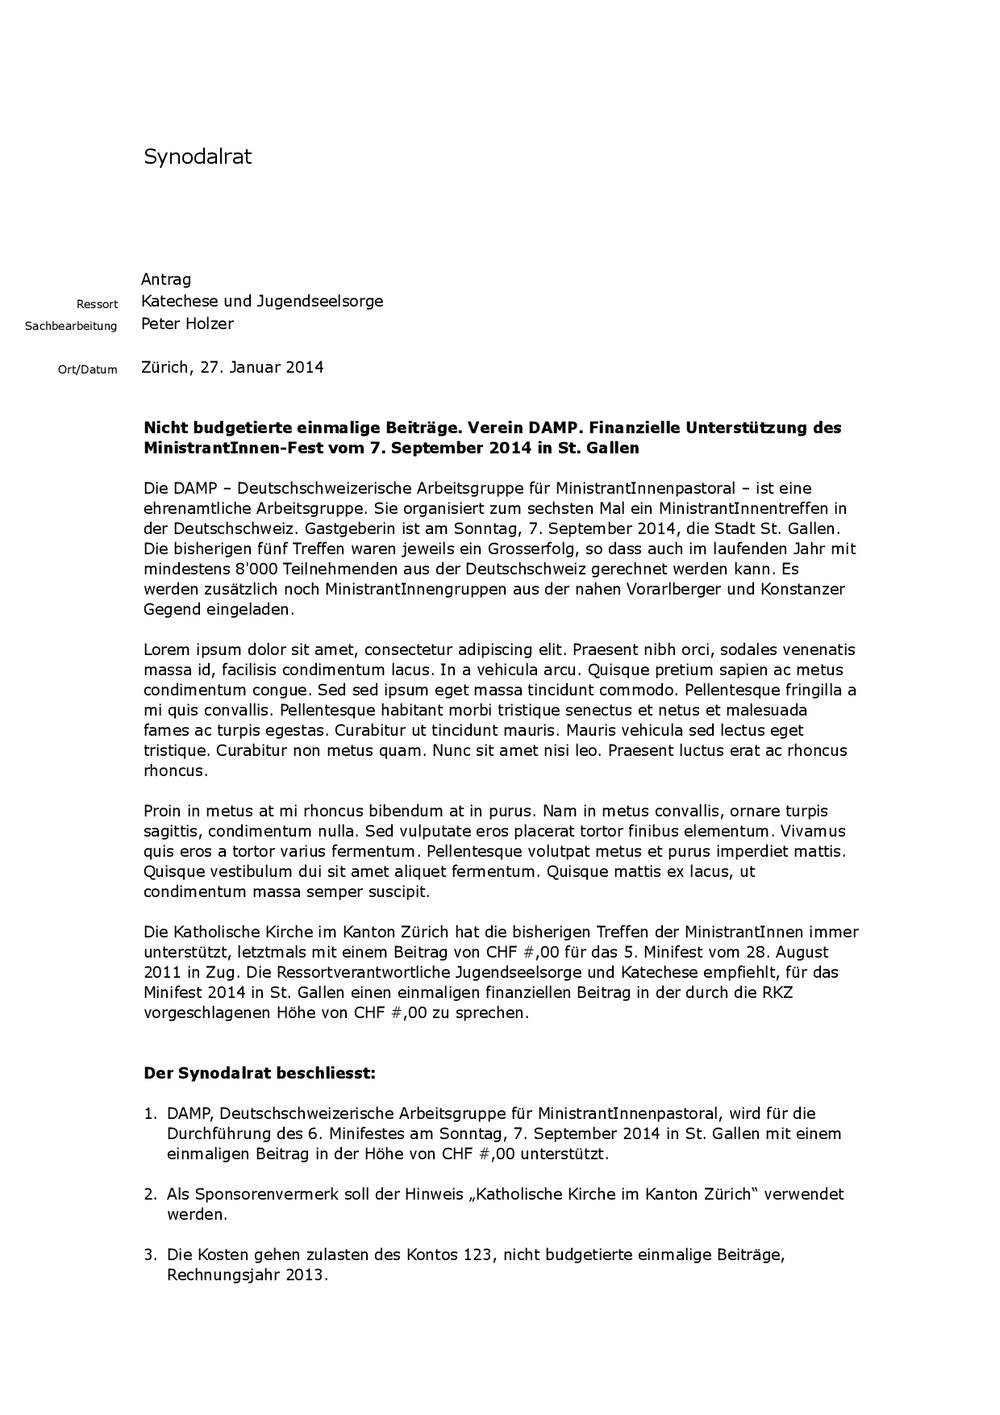 Synodalrat
Antrag
Ressort Katechese und Jugendseelsorge
Sachbearbeitung Peter Holzer
Ort/Datum Zürich, 27. Januar 2014
Nicht budgetierte einmalige Beiträge. Verein DAMP. Finanzielle Unterstützung des
MinistrantInnen-Fest vom 7. September 2014 in St. Gallen
Die DAMP – Deutschschweizerische Arbeitsgruppe für MinistrantInnenpastoral – ist eine
ehrenamtliche Arbeitsgruppe. Sie organisiert zum sechsten Mal ein MinistrantInnentreffen in
der Deutschschweiz. Gastgeberin ist am Sonntag, 7. September 2014, die Stadt St. Gallen.
Die bisherigen fünf Treffen waren jeweils ein Grosserfolg, so dass auch im laufenden Jahr mit
mindestens 8'000 Teilnehmenden aus der Deutschschweiz gerechnet werden kann. Es
werden zusätzlich noch MinistrantInnengruppen aus der nahen Vorarlberger und Konstanzer
Gegend eingeladen.
Lorem ipsum dolor sit amet, consectetur adipiscing elit. Praesent nibh orci, sodales venenatis
massa id, facilisis condimentum lacus. In a vehicula arcu. Quisque pretium sapien ac metus
condimentum congue. Sed sed ipsum eget massa tincidunt commodo. Pellentesque fringilla a
mi quis convallis. Pellentesque habitant morbi tristique senectus et netus et malesuada
fames ac turpis egestas. Curabitur ut tincidunt mauris. Mauris vehicula sed lectus eget
tristique. Curabitur non metus quam. Nunc sit amet nisi leo. Praesent luctus erat ac rhoncus
rhoncus.
Proin in metus at mi rhoncus bibendum at in purus. Nam in metus convallis, ornare turpis
sagittis, condimentum nulla. Sed vulputate eros placerat tortor finibus elementum. Vivamus
quis eros a tortor varius fermentum. Pellentesque volutpat metus et purus imperdiet mattis.
Quisque vestibulum dui sit amet aliquet fermentum. Quisque mattis ex lacus, ut
condimentum massa semper suscipit.
Die Katholische Kirche im Kanton Zürich hat die bisherigen Treffen der MinistrantInnen immer
unterstützt, letztmals mit einem Beitrag von CHF #,00 für das 5. Minifest vom 28. August
2011 in Zug. Die Ressortverantwortliche Jugendseelsorge und Katechese empfiehlt, für das
Minifest 2014 in St. Gallen einen einmaligen finanziellen Beitrag in der durch die RKZ
vorgeschlagenen Höhe von CHF #,00 zu sprechen.
Der Synodalrat beschliesst:
1. DAMP, Deutschschweizerische Arbeitsgruppe für MinistrantInnenpastoral, wird für die
Durchführung des 6. Minifestes am Sonntag, 7. September 2014 in St. Gallen mit einem
einmaligen Beitrag in der Höhe von CHF #,00 unterstützt.
2. Als Sponsorenvermerk soll der Hinweis „Katholische Kirche im Kanton Zürich“ verwendet
werden.
3. Die Kosten gehen zulasten des Kontos 123, nicht budgetierte einmalige Beiträge,
Rechnungsjahr 2013.